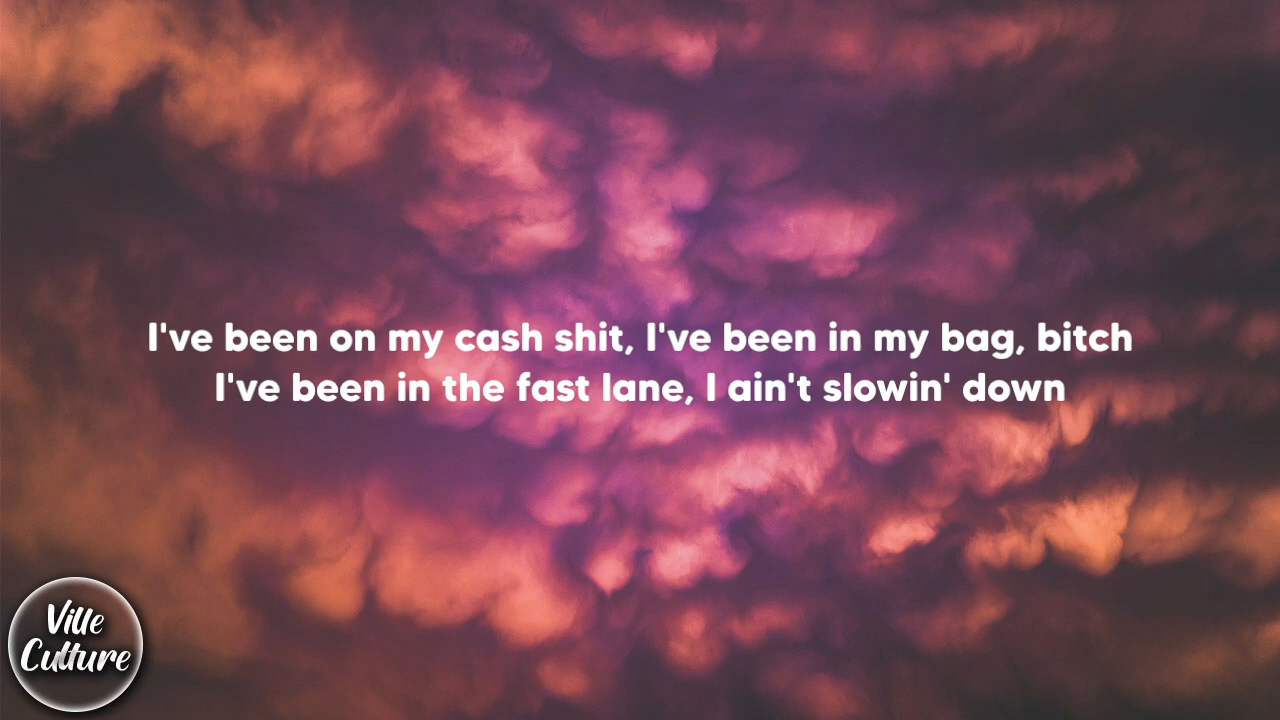 I've been on my cash shit, I've been in my bag, bitch
I've been in the fast lane, I ain't slowin' down
Ville
Culture